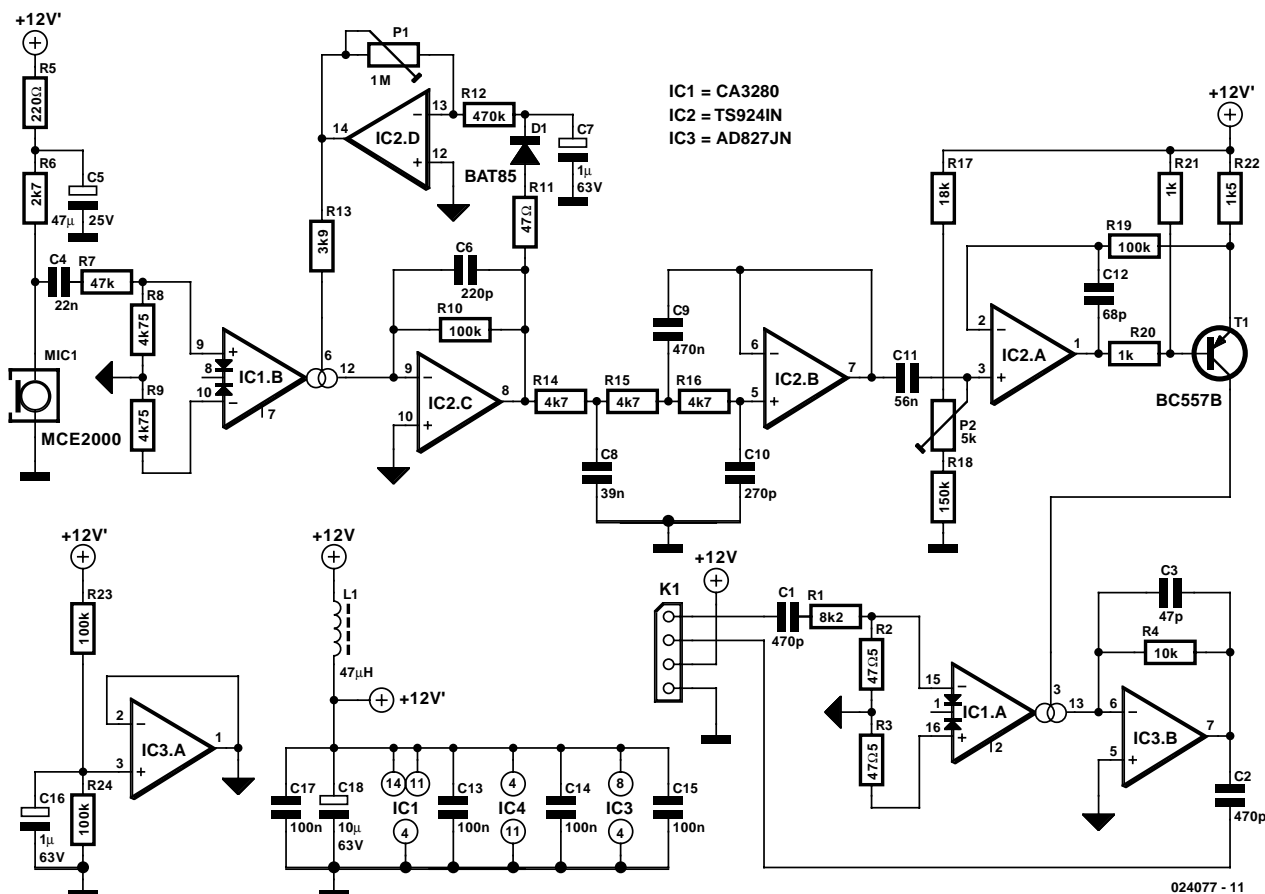 +12V'
R5
220Ω
R6
2k7
C5
47µ
25V
C4
22n
R7
47k
R8
4k75
R9
4k75
MIC1
MCE2000
9
+
8
10
−
IC1.B
7
6
12
R13
3k9
P1
1M
14
IC2.D
−
13
+
12
R12
470k
D1
BAT85
R11
47Ω
C7
1µ
63V
C6
220p
R10
100k
9
−
IC2.C
10
+
8
R14
4k7
R15
4k7
R16
4k7
C8
39n
C9
470n
C10
270p
6
−
IC2.B
5
+
7
IC1 = CA3280
IC2 = TS924IN
IC3 = AD827JN
C11
56n
R17
18k
P2
5k
R18
150k
2
−
IC2.A
3
+
1
R19
100k
C12
68p
R20
1k
R21
1k
R22
1k5
+12V'
T1
BC557B
+12V'
R23
100k
2
−
IC3.A
3
+
1
C16
1µ
63V
R24
100k
+12V
L1
47µH
+12V'
C17
100n
C18
10µ
63V
14
11
IC1
4
C13
100n
4
IC4
11
C14
100n
8
IC3
4
C15
100n
K1
+12V
C1
470p
R1
8k2
R2
47Ω5
R3
47Ω5
15
−
1
IC1.A
16
+
2
3
13
C3
47p
R4
10k
6
−
IC3.B
5
+
7
C2
470p
024077 - 11